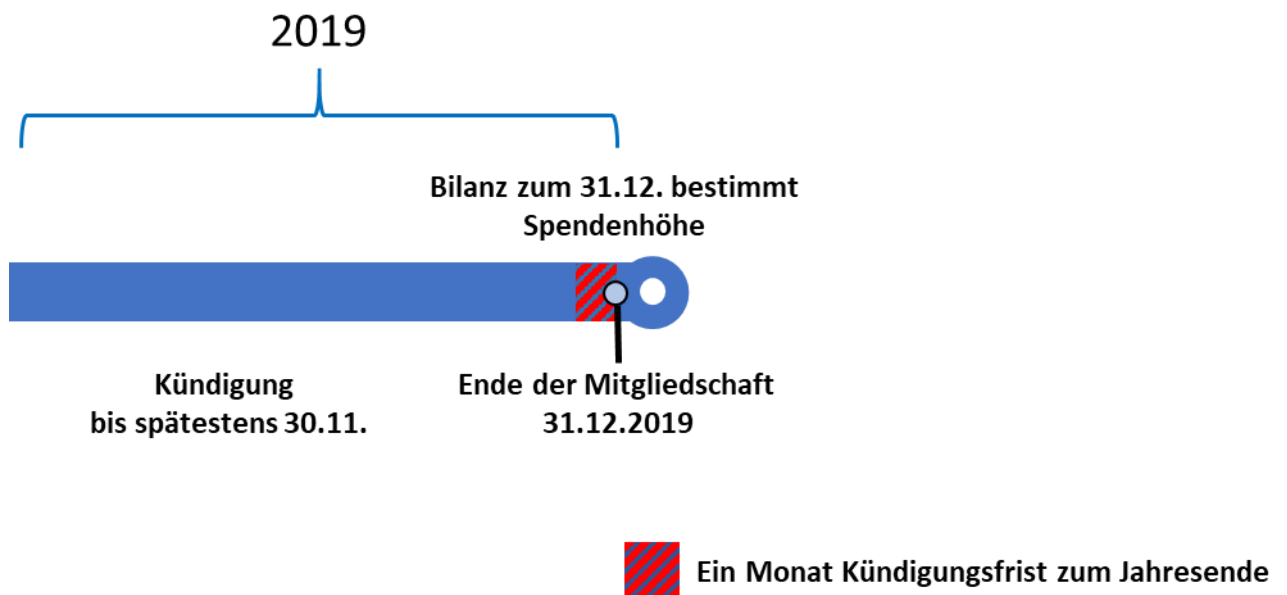 2019
Bilanz zum 31.12. bestimmt
Spendenhöhe
Kündigung
bis spätestens 30.11.
Ende der Mitgliedschaft
31.12.2019
Ein Monat Kündigungsfrist zum Jahresende